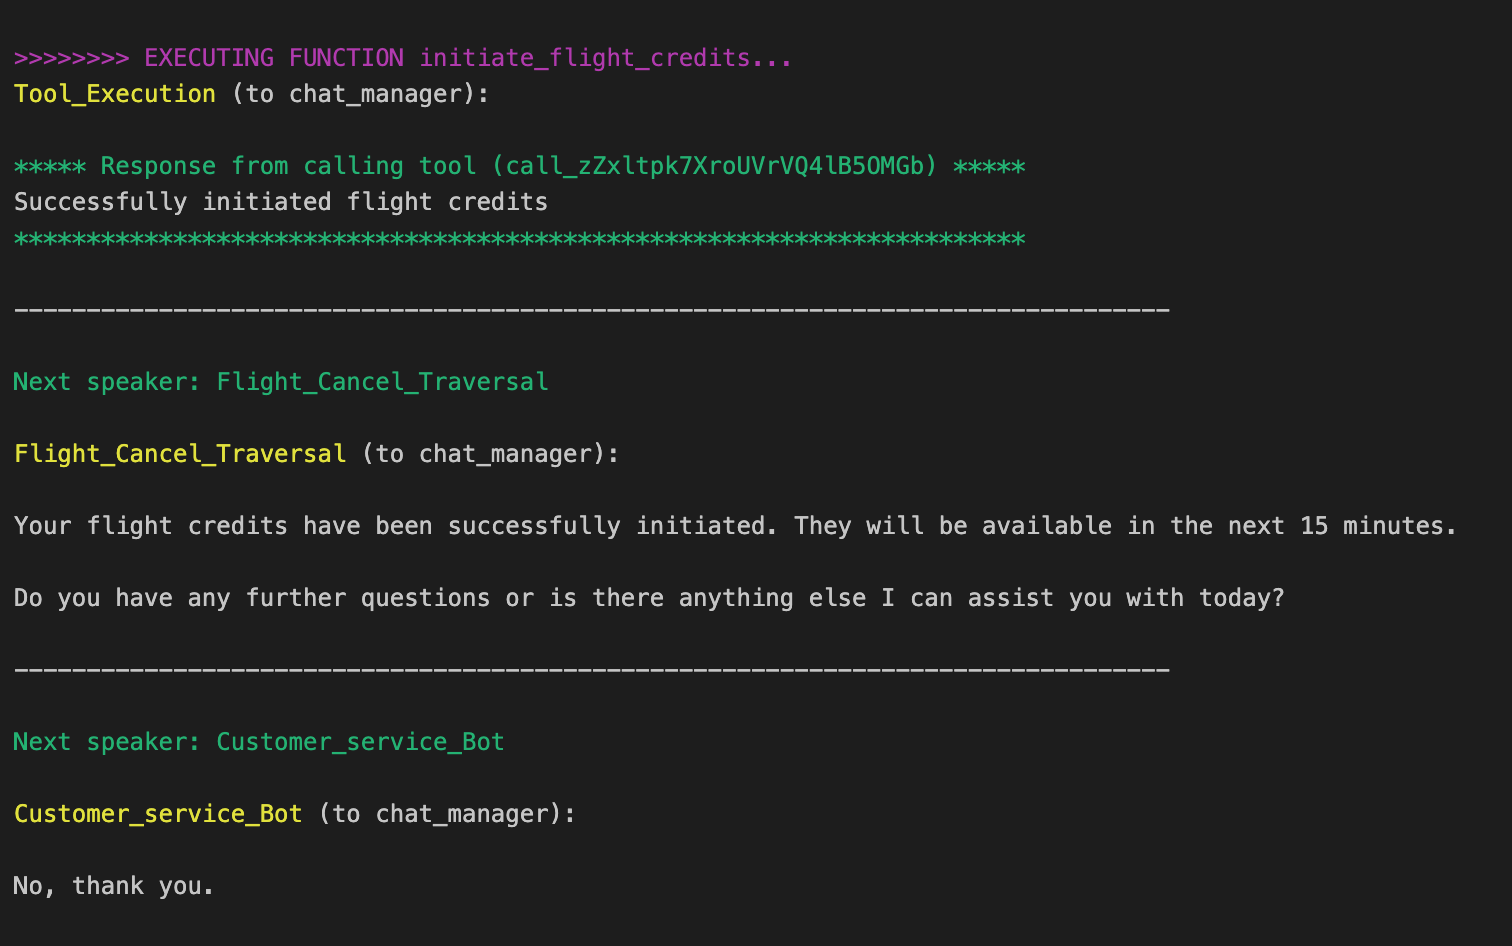 >>>>>>>> EXECUTING FUNCTION initiate_flight_credits...
Tool_Execution (to chat_manager):
***** Response from calling tool (call_zZxltpk7XroUVrVQ4lB5OMGb) *****
Successfully initiated flight credits
**********************************************************************
--------------------------------------------------------------------------------
Next speaker: Flight_Cancel_Traversal
Flight_Cancel_Traversal (to chat_manager):
Your flight credits have been successfully initiated. They will be available in the next 15 minutes.
Do you have any further questions or is there anything else I can assist you with today?
--------------------------------------------------------------------------------
Next speaker: Customer_service_Bot
Customer_service_Bot (to chat_manager):
No, thank you.